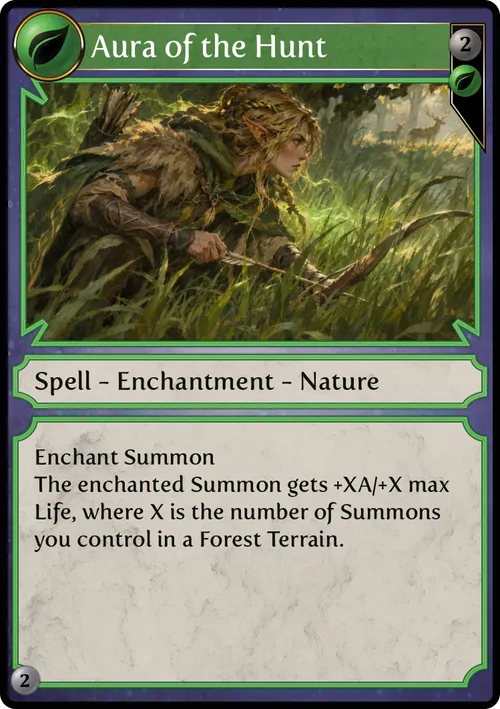 Aura of the Hunt
2
Spell – Enchantment – Nature
Enchant Summon
The enchanted Summon gets +XA/+X max
Life, where X is the number of Summons
you control in a Forest Terrain.
2